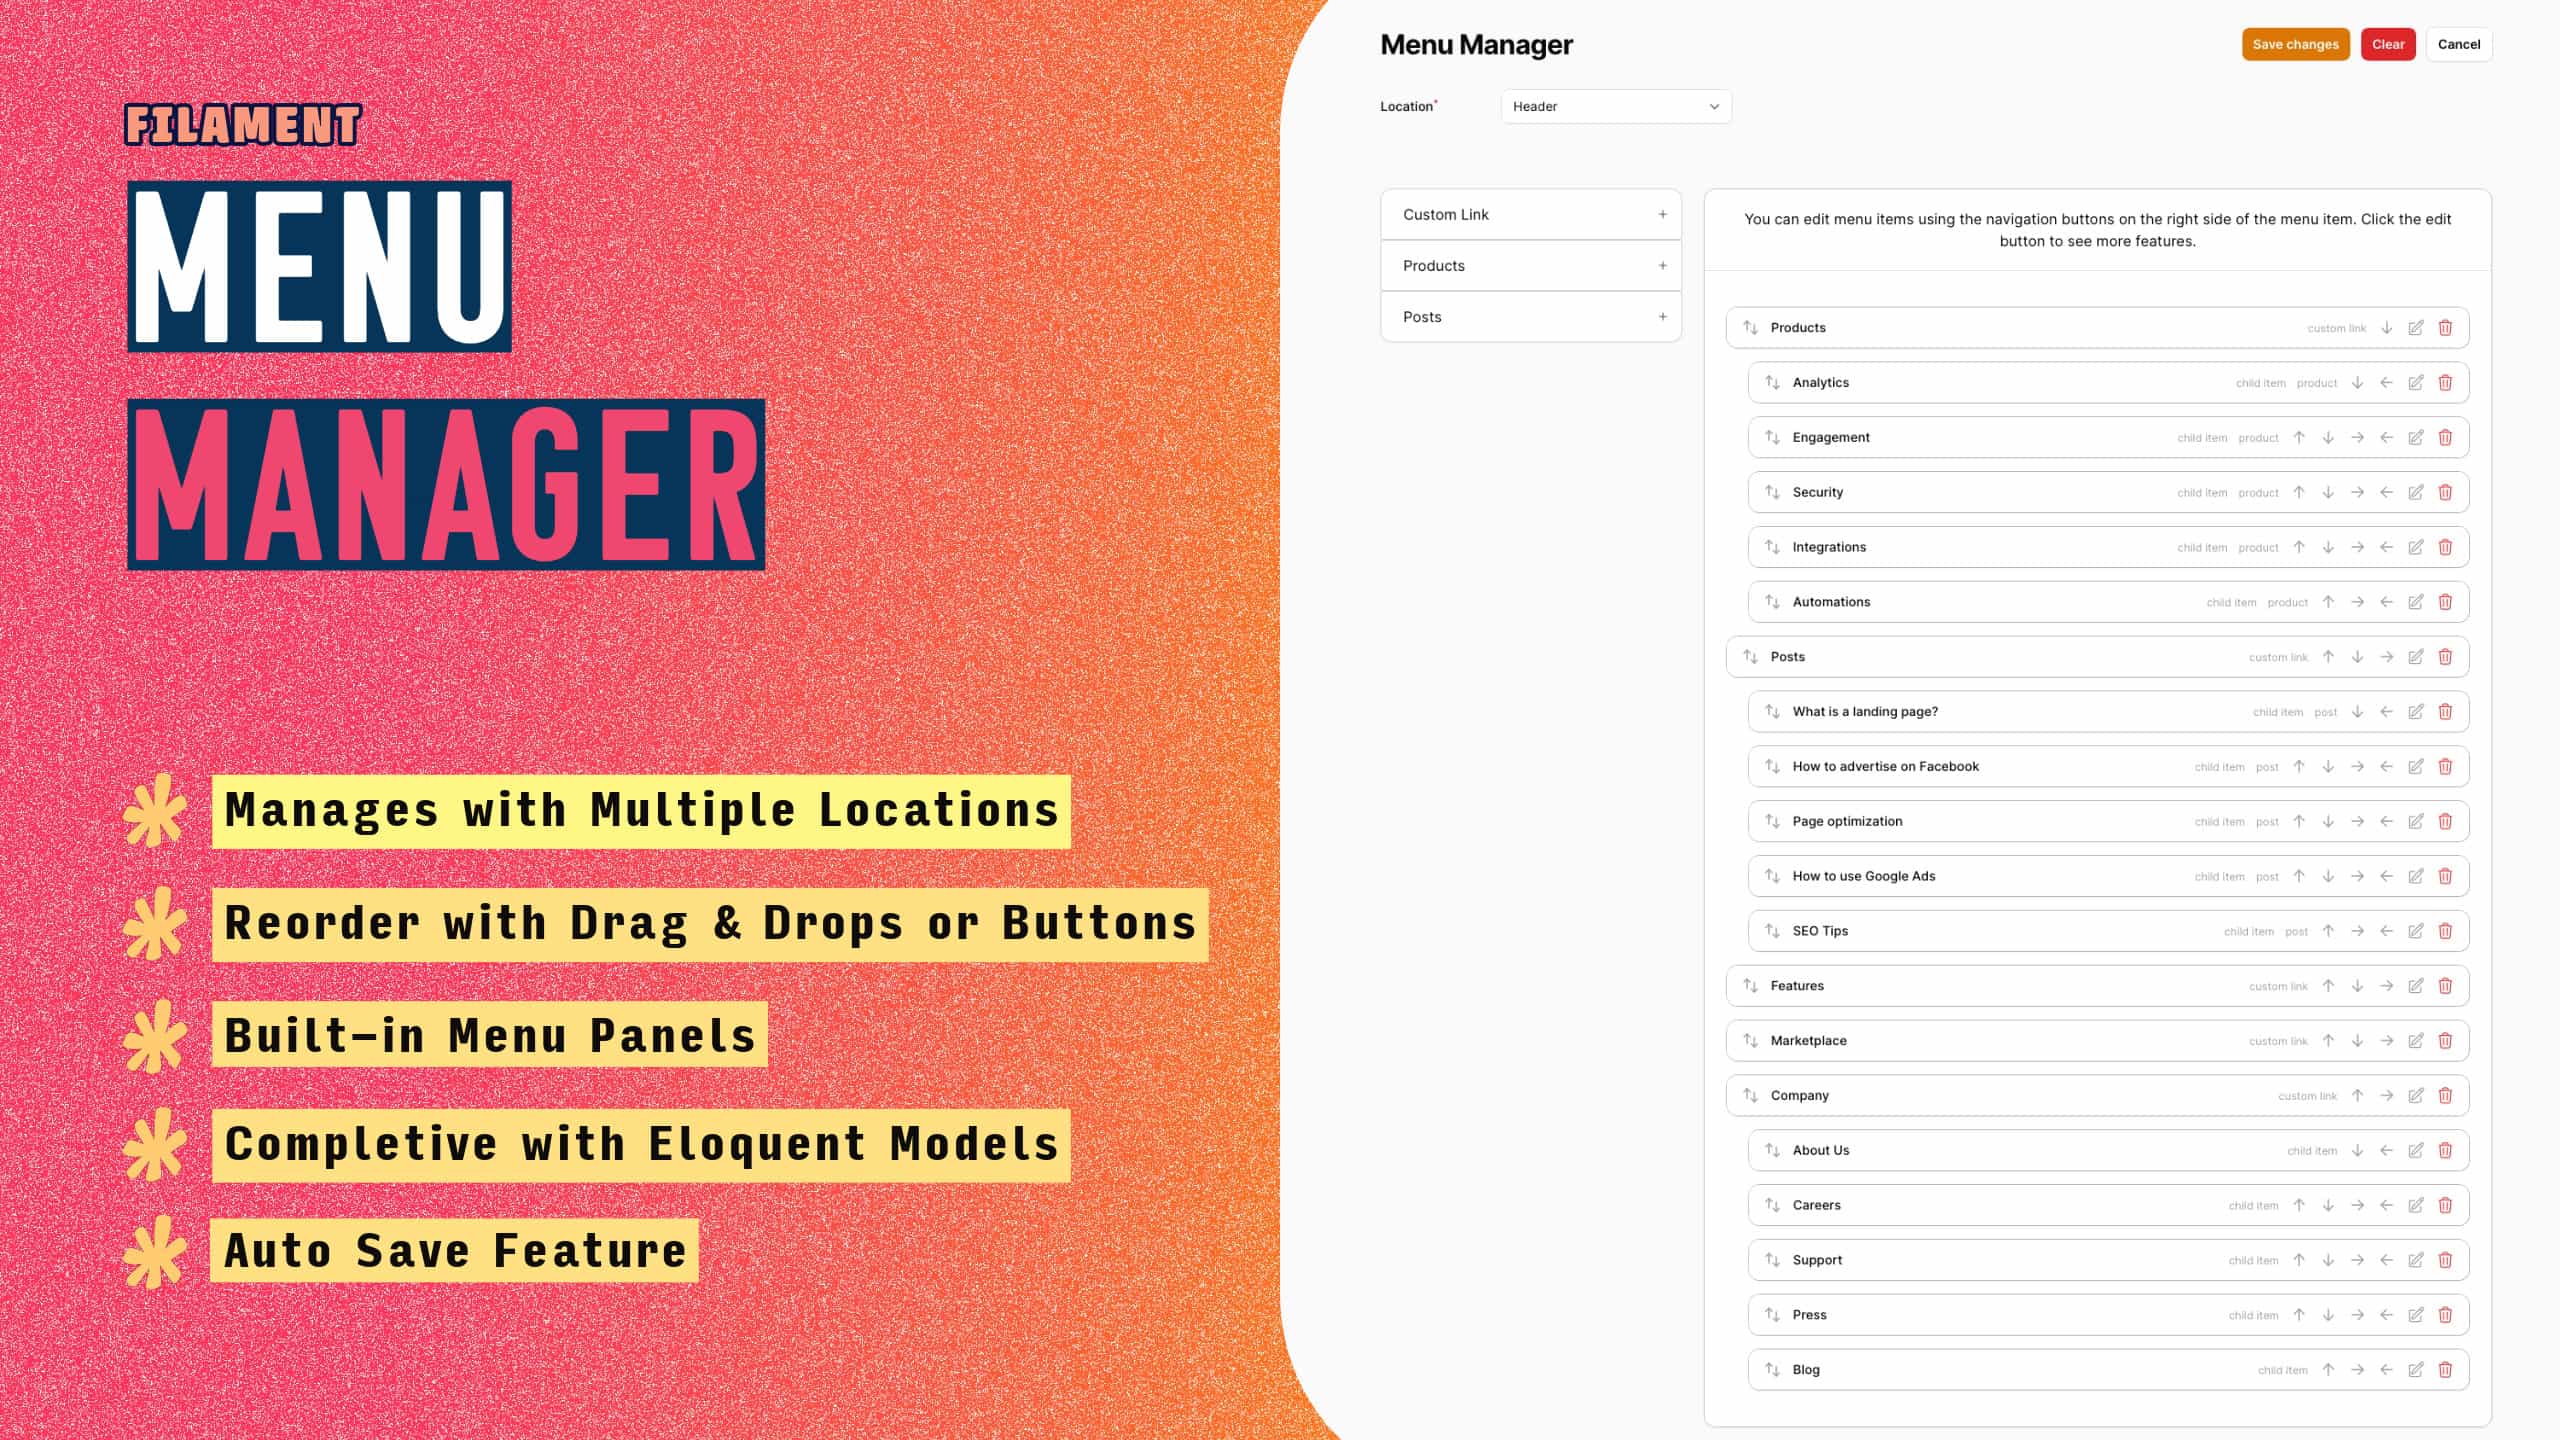 FILAMENT
MENU
MANAGER
Manages with Multiple Locations
Reorder with Drag & Drops or Buttons
Built-in Menu Panels
Completive with Eloquent Models
Auto Save Feature
Menu Manager
Save changes Clear Cancel
Location* Header
Custom Link +
Products +
Posts +
You can edit menu items using the navigation buttons on the right side of the menu item. Click the edit
button to see more features.
Products custom link
Analytics child item product
Engagement child item product
Security child item product
Integrations child item product
Automations child item product
Posts custom link
What is a landing page? child item post
How to advertise on Facebook child item post
Page optimization child item post
How to use Google Ads child item post
SEO Tips child item post
Features custom link
Marketplace custom link
Company custom link
About Us child item
Careers child item
Support child item
Press child item
Blog child item